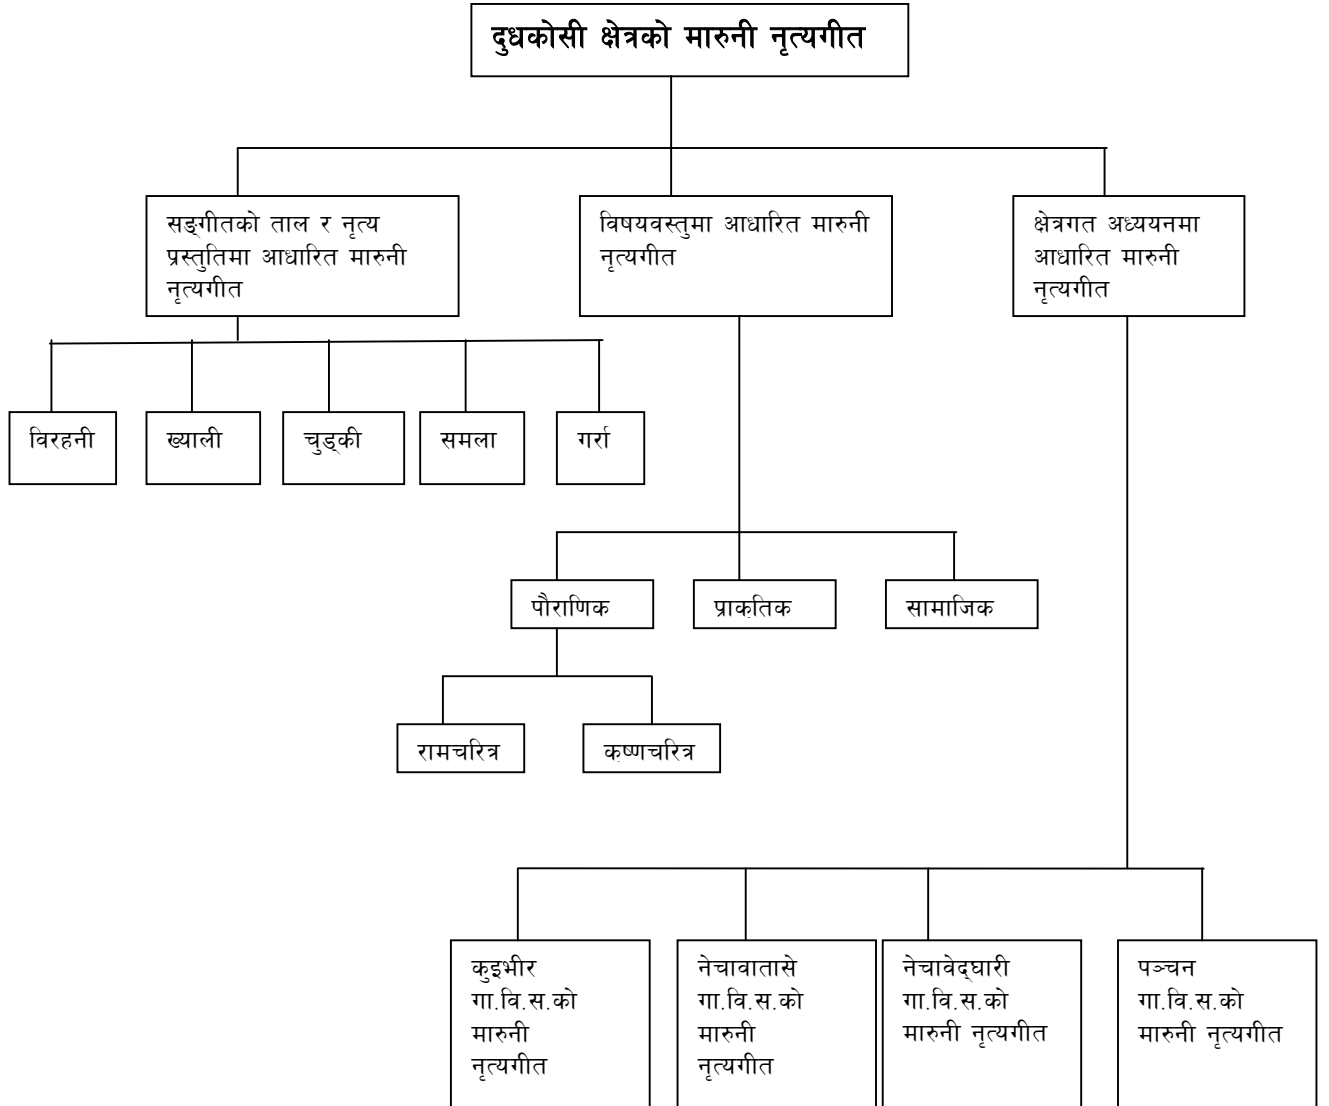 दुधकोसी क्षेत्रको मारुनी नृत्यगीत
सङ्गीतको ताल र नृत्य
प्रस्तुतिमा आधारित मारुनी
नृत्यगीत
विषयवस्तुमा आधारित मारुनी
नृत्यगीत
क्षेत्रगत अध्ययनमा
आधारित मारुनी
नृत्यगीत
विरहनी
ख्याली
चुड्की
समला
गर्रा
पौराणिक
प्राकृतिक
सामाजिक
रामचरित्र
कृष्णचरित्र
कुइभीर
गा.वि.स.को
मारुनी
नृत्यगीत
नेचावातासे
गा.वि.स.को
मारुनी
नृत्यगीत
नेचावेद्घारी
गा.वि.स.को
मारुनी नृत्यगीत
पञ्चन
गा.वि.स.को
मारुनी नृत्यगीत